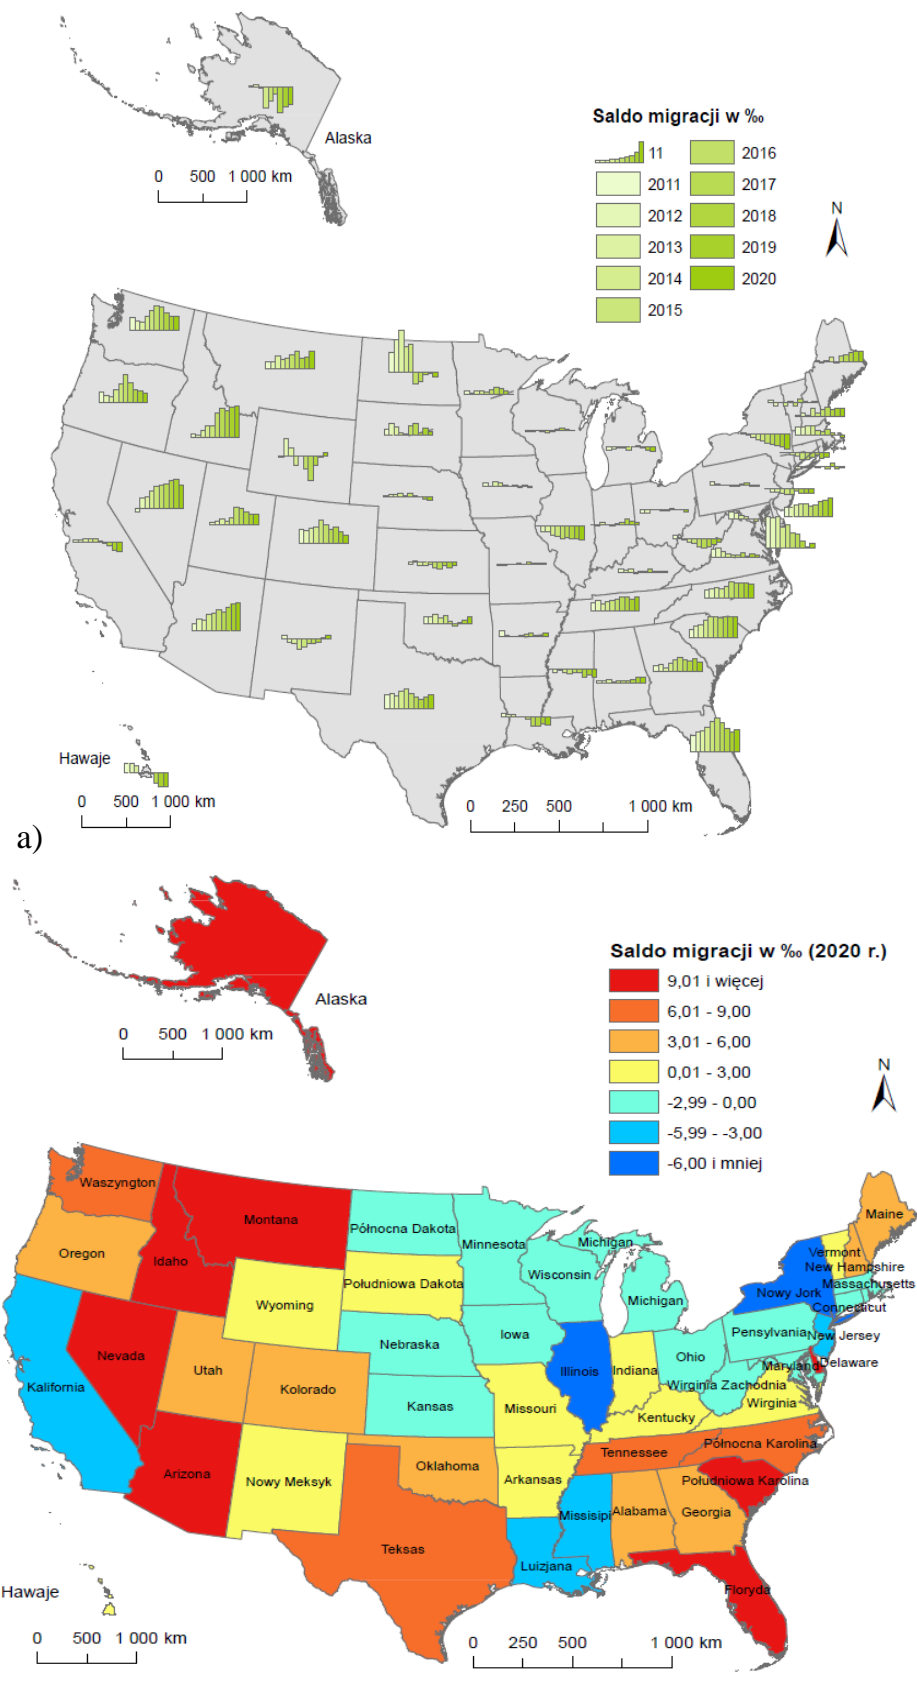 Alaska
0 500 1 000 km
Saldo migracji w ‰
11 2016
2011 2017
2012 2018
2013 2019
2014 2020
2015
N
Hawaje
0 500 1 000 km
0 250 500 1 000 km
a)
Saldo migracji w ‰ (2020 r.)
9,01 i więcej
6,01 - 9,00
3,01 - 6,00
0,01 - 3,00
-2,99 - 0,00
-5,99 - -3,00
-6,00 i mniej
Alaska
0 500 1 000 km
N
Waszyngton
Montana
Północna Dakota
Minnesota
Michigan
Maine
Oregon
Idaho
Wisconsin
Vermont
New Hampshire
Południowa Dakota
Massachusetts
Wyoming
Michigan
Nowy Jork
Connecticut
Nebraska
Iowa
Pensylvania
New Jersey
Nevada
Utah
Illinois
Indiana
Ohio
Maryland
Delaware
Kalifornia
Kolorado
Kansas
Missouri
Wirginia Zachodnia
Wirginia
Kentucky
Tennessee
Północna Karolina
Arizona
Nowy Meksyk
Oklahoma
Arkansas
Południowa Karolina
Missisipi
Alabama
Georgia
Teksas
Luizjana
Floryda
Hawaje
0 500 1 000 km
0 250 500 1 000 km